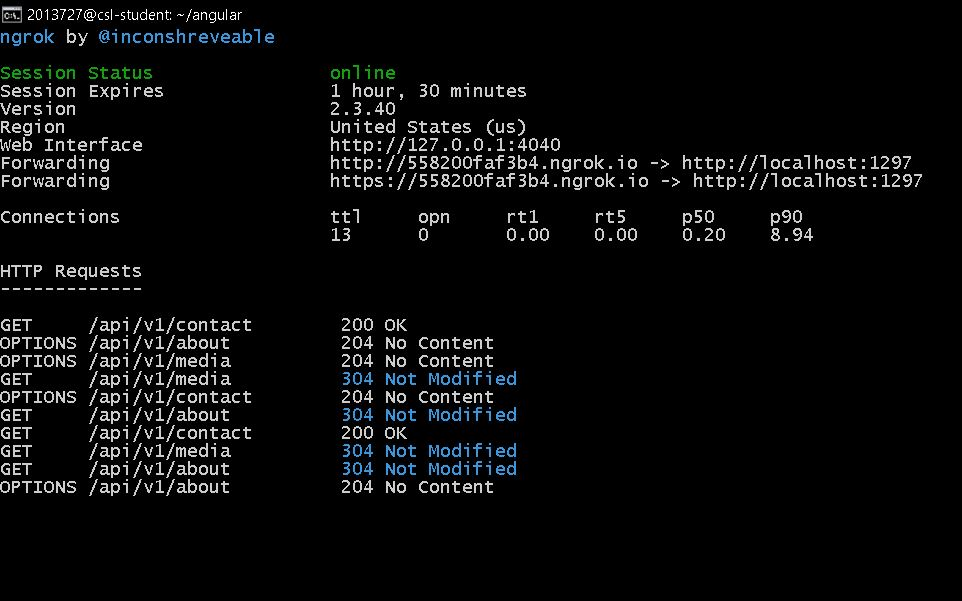 2013727@csl-student: ~/angular
ngrok by @inconshreveable
Session Status online
Session Expires 1 hour, 30 minutes
Version 2.3.40
Region United States (us)
Web Interface http://127.0.0.1:4040
Forwarding http://558200faf3b4.ngrok.io -> http://localhost:1297
Forwarding https://558200faf3b4.ngrok.io -> http://localhost:1297
Connections ttl opn rt1 rt5 p50 p90
13 0 0.00 0.00 0.20 8.94
HTTP Requests
-------------
GET /api/v1/contact 200 OK
OPTIONS /api/v1/about 204 No Content
OPTIONS /api/v1/media 204 No Content
GET /api/v1/media 304 Not Modified
OPTIONS /api/v1/contact 204 No Content
GET /api/v1/about 304 Not Modified
GET /api/v1/contact 200 OK
GET /api/v1/media 304 Not Modified
GET /api/v1/about 304 Not Modified
OPTIONS /api/v1/about 204 No Content